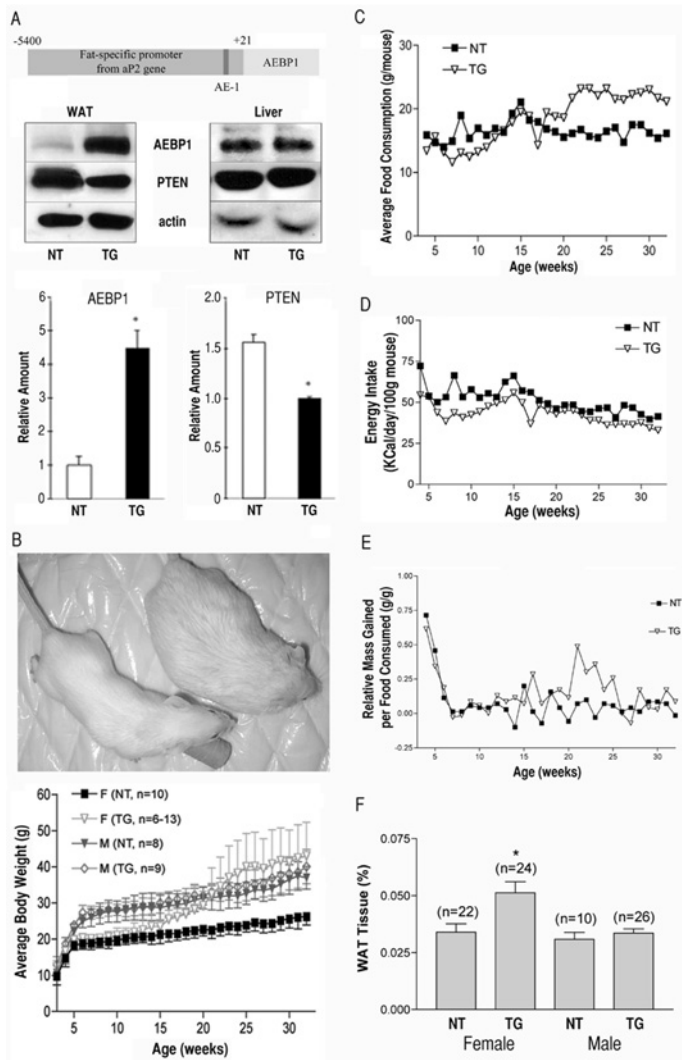 A
-5400
+21
Fat-specific promoter
from aP2 gene
AEBP1
AE-1
WAT
Liver
AEBP1
PTEN
actin
NT TG
NT TG
AEBP1
Relative Amount
6
5
4
3
2
1
0
*
NT TG
PTEN
Relative Amount
2.0
1.5
1.0
0.5
0
*
NT TG
B
Average Body Weight (g)
60
50
40
30
20
10
0
F (NT, n=10)
F (TG, n=6-13)
M (NT, n=8)
M (TG, n=9)
5 10 15 20 25 30
Age (weeks)
C
Average Food Consumption (g/mouse)
30
20
10
0
NT
TG
5 10 15 20 25 30
Age (weeks)
D
Energy Intake
(KCal/day/100g mouse)
100
75
50
25
0
NT
TG
5 10 15 20 25 30
Age (weeks)
E
Relative Mass Gained
per Food Consumed (g/g)
1.00
0.75
0.50
0.25
0.00
-0.25
NT
TG
5 10 15 20 25 30
Age (weeks)
F
WAT Tissue (%)
0.075
0.050
0.025
0.000
(n=22)
*
(n=24)
(n=10)
(n=26)
NT TG NT TG
Female Male